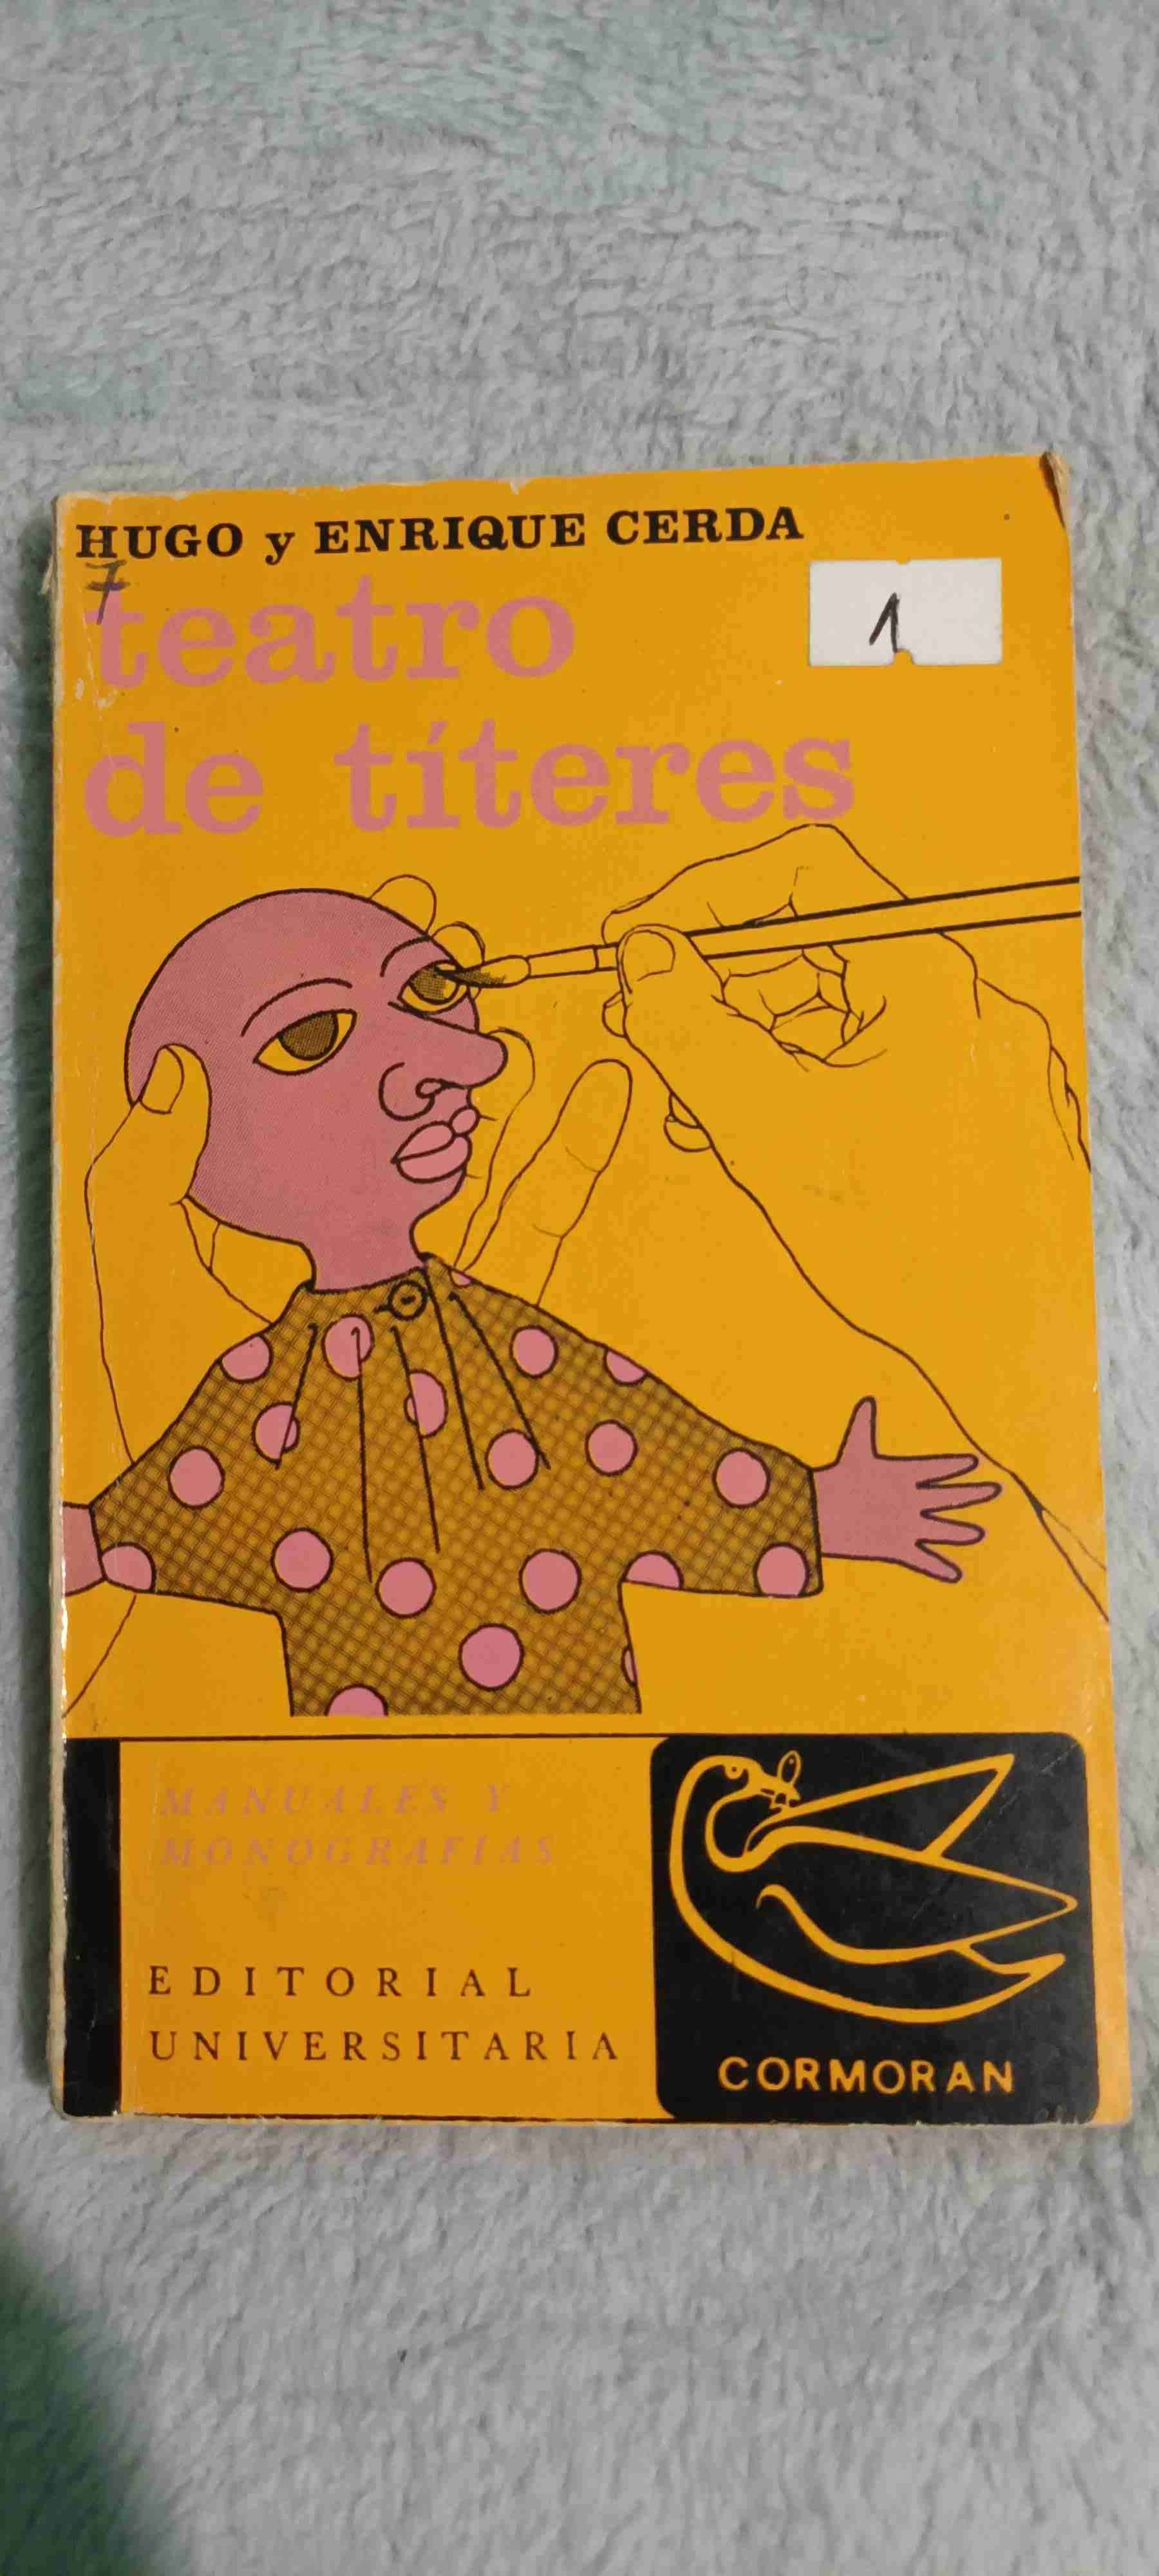 HUGO y ENRIQUE CERDA
7
teatro
1
de títeres
MANUALES Y
MONOGRAFIAS
EDITORIAL
UNIVERSITARIA
CORMORAN